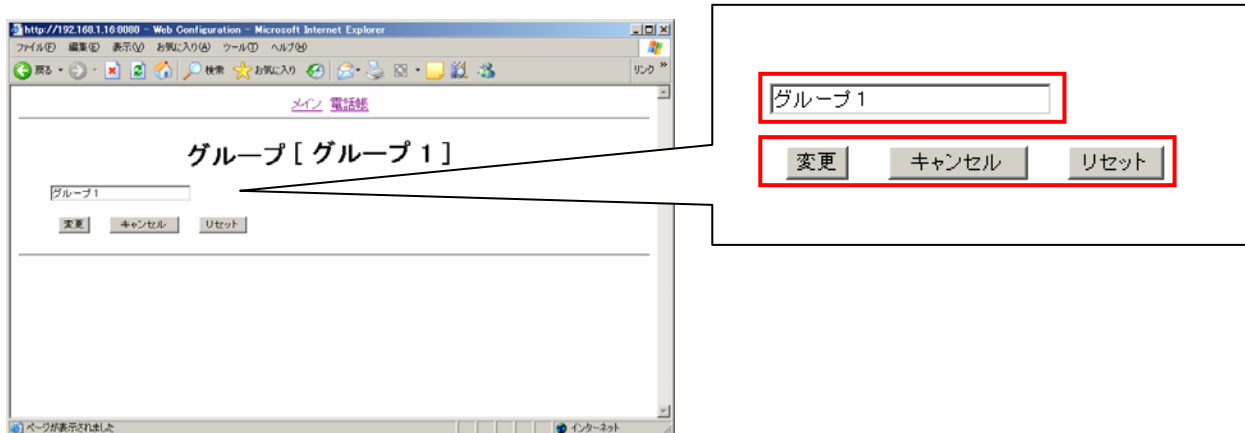 http://192.168.1.16:8080 - Web Configuration - Microsoft Internet Explorer
ファイル(F) 編集(E) 表示(V) お気に入り(A) ツール(T) ヘルプ(H)
戻る 検索 お気に入り リンク »
メイン 電話帳
グループ [ グループ 1 ]
グループ1
変更 キャンセル リセット
ページが表示されました インターネット
グループ1
変更 キャンセル リセット